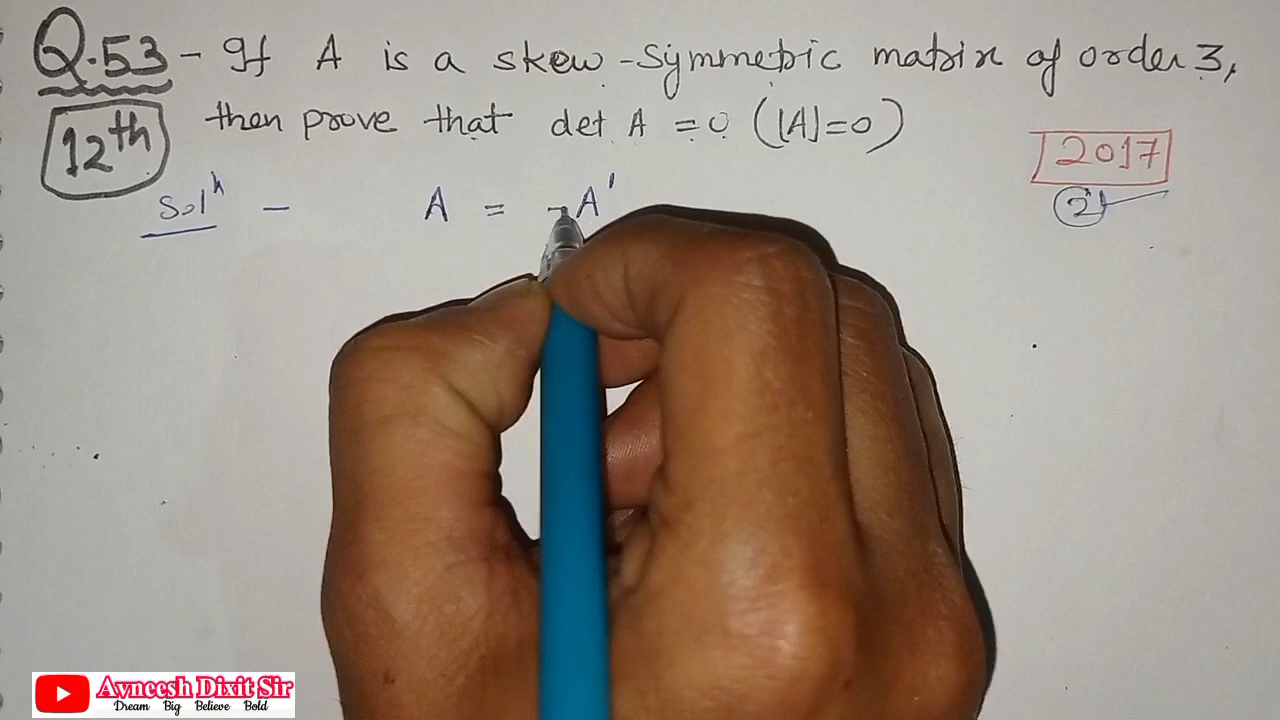 Q.53 - If A is a skew-symmetric matrix of order 3,
12th
then prove that det A = 0 (|A|=0)
2017
2
Solⁿ - A = -A'
Avneesh Dixit Sir
Dream Big Believe Bold